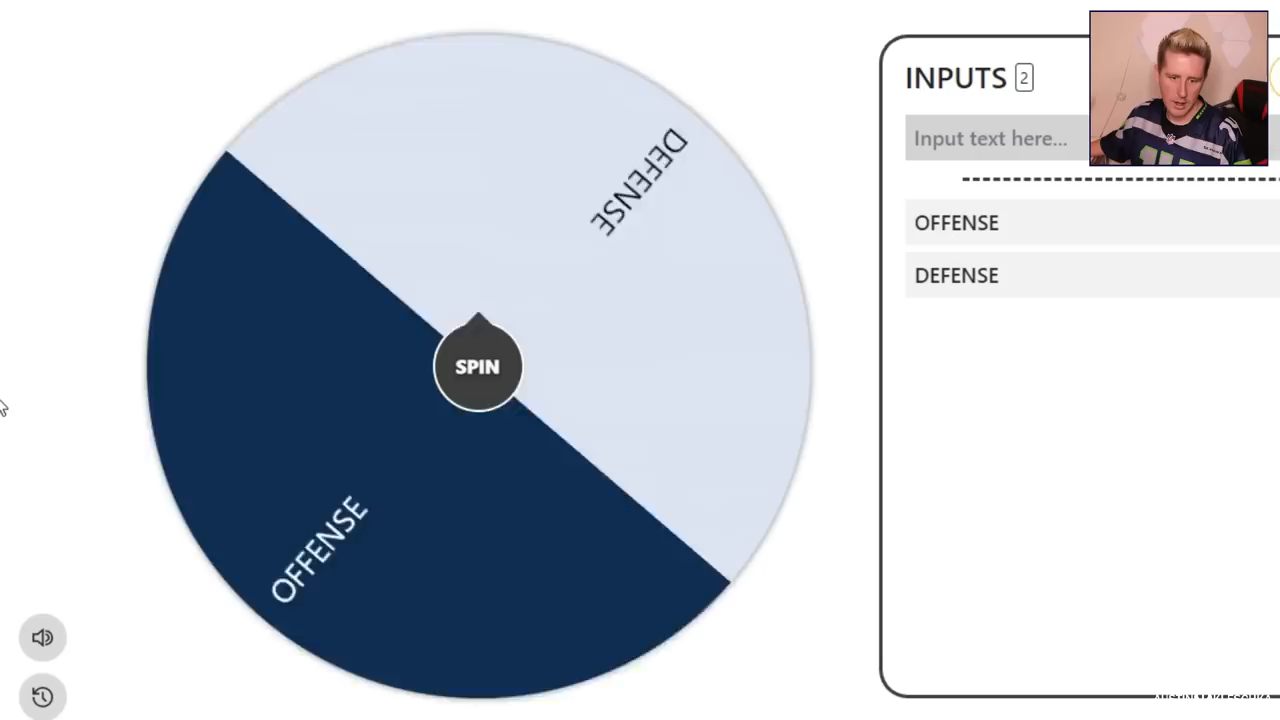 INPUTS 2
Input text here...
OFFENSE
DEFENSE
DEFENSE
SPIN
OFFENSE